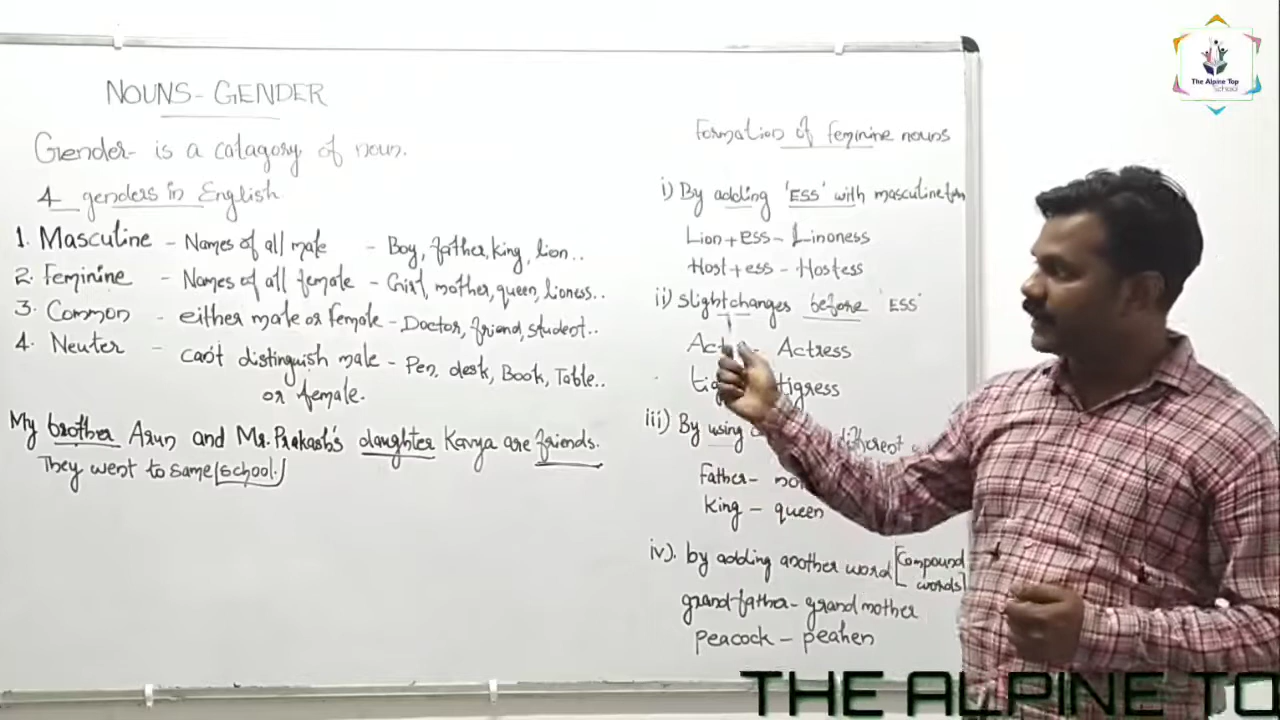 NOUNS - GENDER
Gender - is a catagory of noun.
4 genders in English
1. Masculine - Names of all male - Boy, father, king, lion..
2. Feminine - Names of all female - Girl, mother, queen, lioness..
3. Common - either male or female - Doctor, friend, student..
4. Neuter - can't distinguish male - Pen, desk, Book, Table..
or female.
My brother Arun and Mr. Prakash's daughter Kavya are friends.
They went to same [school.]
Formation of feminine nouns
i) By adding 'ESS' with masculine
Lion + ESS - Linoness
Host + ess - Hostess
ii) slight changes before 'ESS'
Actress
tigress
iii) By using different
Father -
king - queen
iv). by adding another word [Compound words]
grand-father - grand mother
peacock - peahen
The Alpine Top
School
THE ALPINE TO